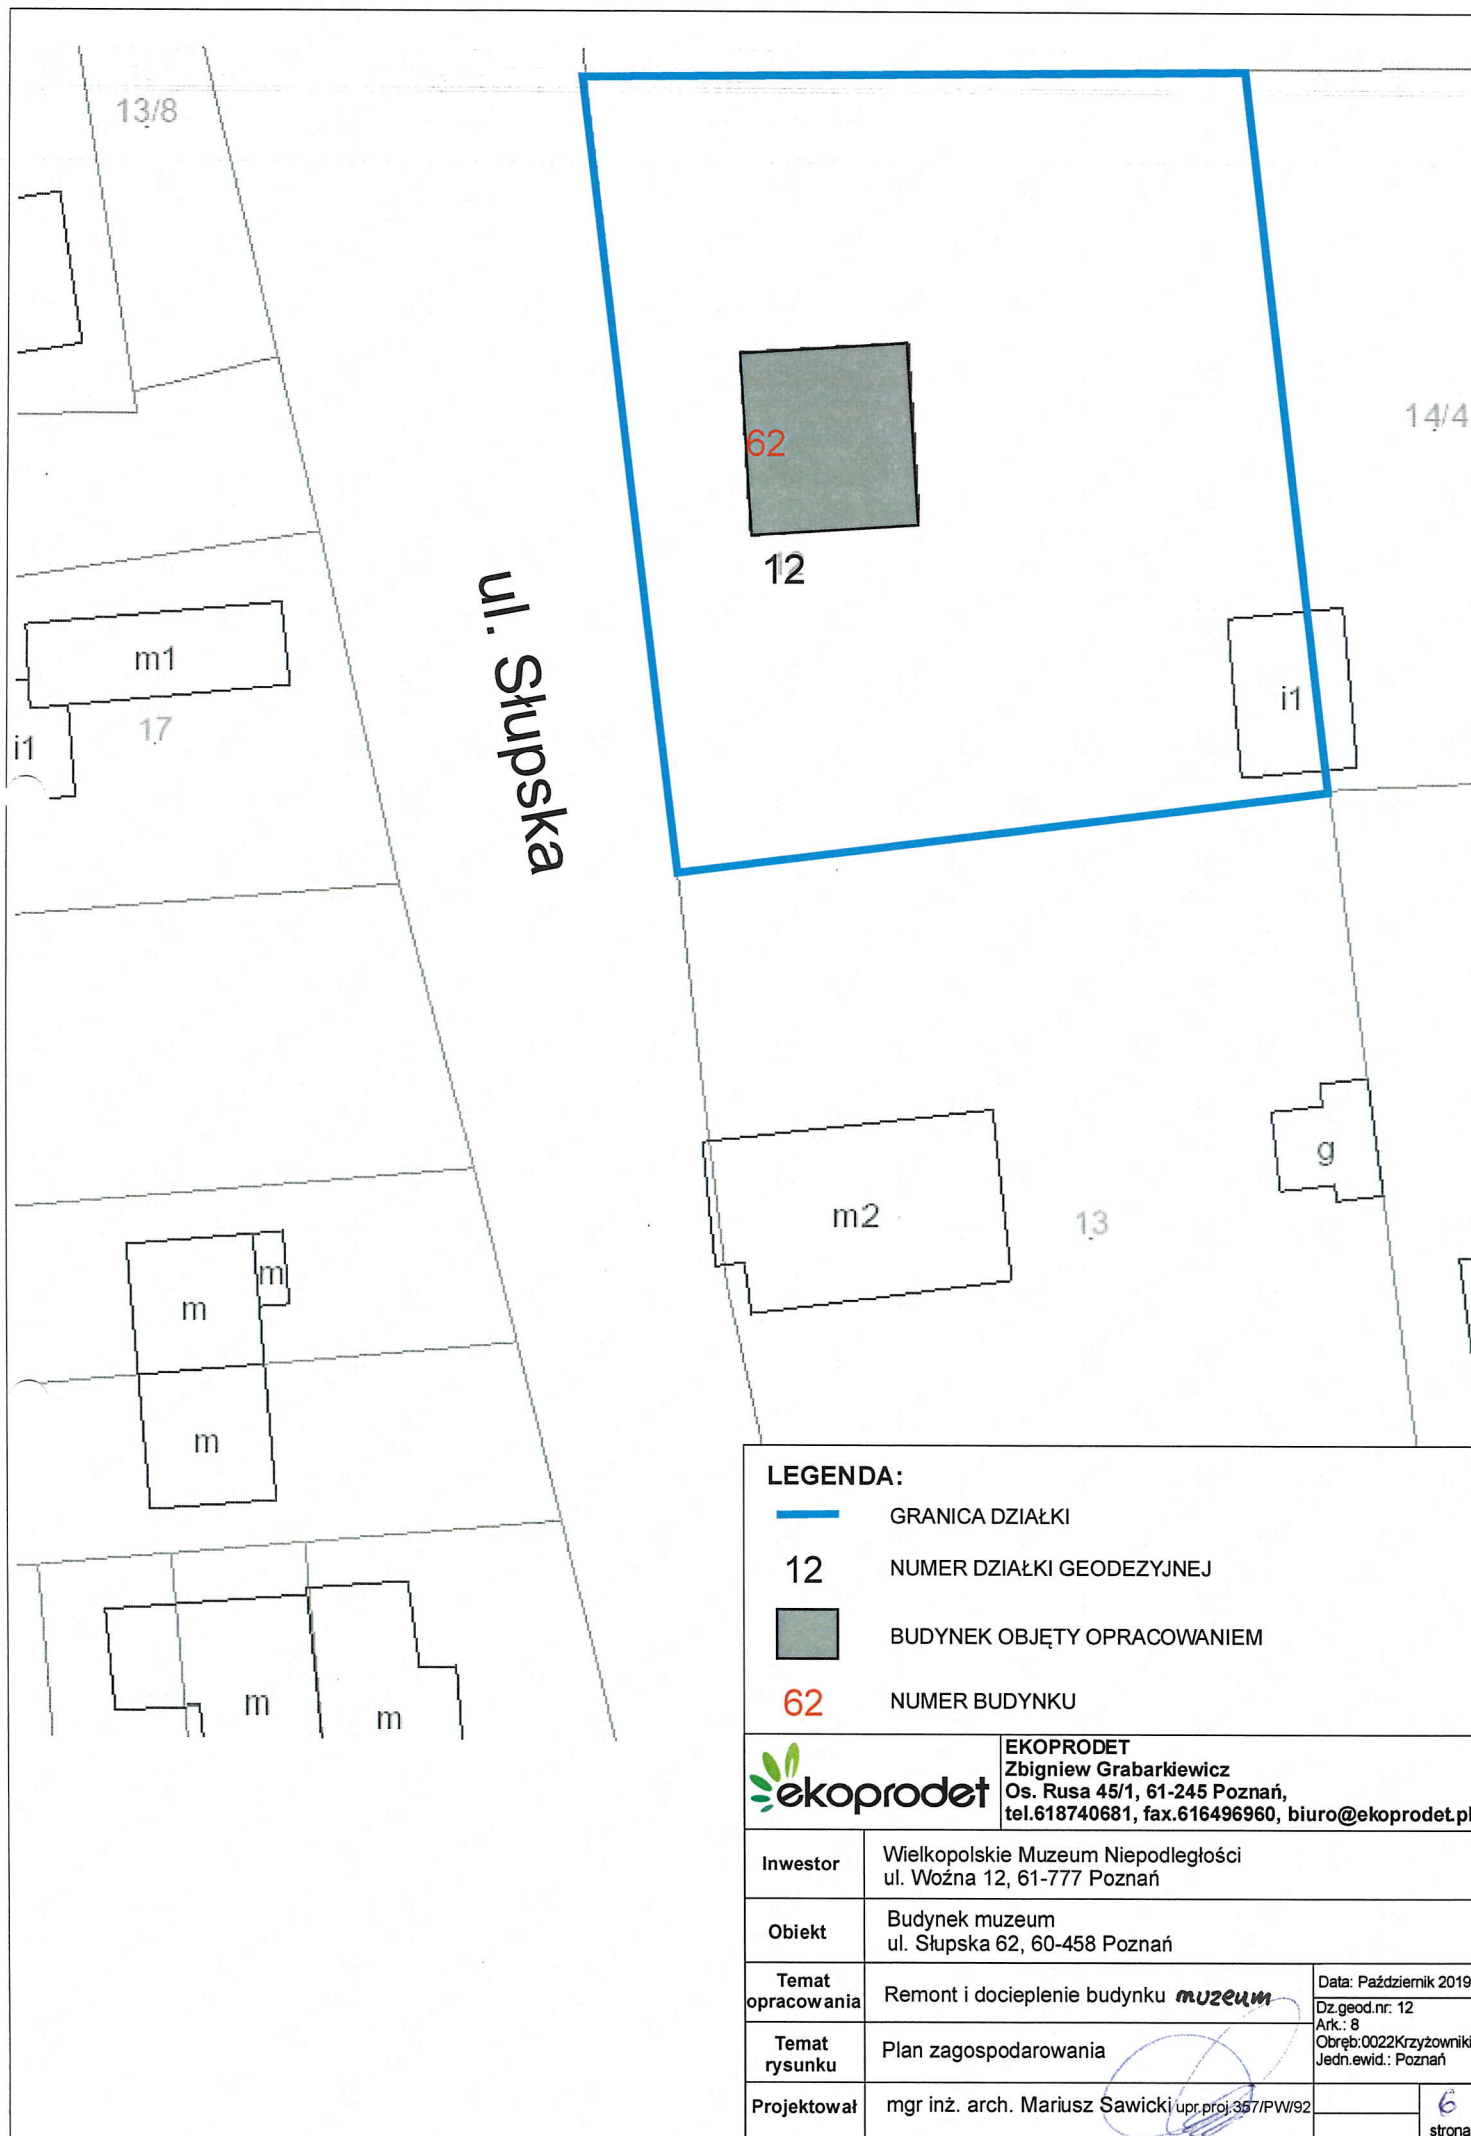 13/8
14/4
62
12
ul. Słupska
m1
i1
17
i1
g
m2
13
m
m
m
m
m
LEGENDA:
GRANICA DZIAŁKI
12 NUMER DZIAŁKI GEODEZYJNEJ
BUDYNEK OBJĘTY OPRACOWANIEM
62 NUMER BUDYNKU
ekoprodet
EKOPRODET
Zbigniew Grabarkiewicz
Os. Rusa 45/1, 61-245 Poznań,
tel.618740681, fax.616496960, biuro@ekoprodet.pl
Inwestor
Wielkopolskie Muzeum Niepodległości
ul. Woźna 12, 61-777 Poznań
Obiekt
Budynek muzeum
ul. Słupska 62, 60-458 Poznań
Temat
opracowania
Remont i docieplenie budynku muzeum
Data: Październik 2019
Dz.geod.nr: 12
Ark.: 8
Obręb:0022Krzyżowniki
Jedn.ewid.: Poznań
Temat
rysunku
Plan zagospodarowania
Projektował
mgr inż. arch. Mariusz Sawicki upr.proj.357/PW/92
6
strona